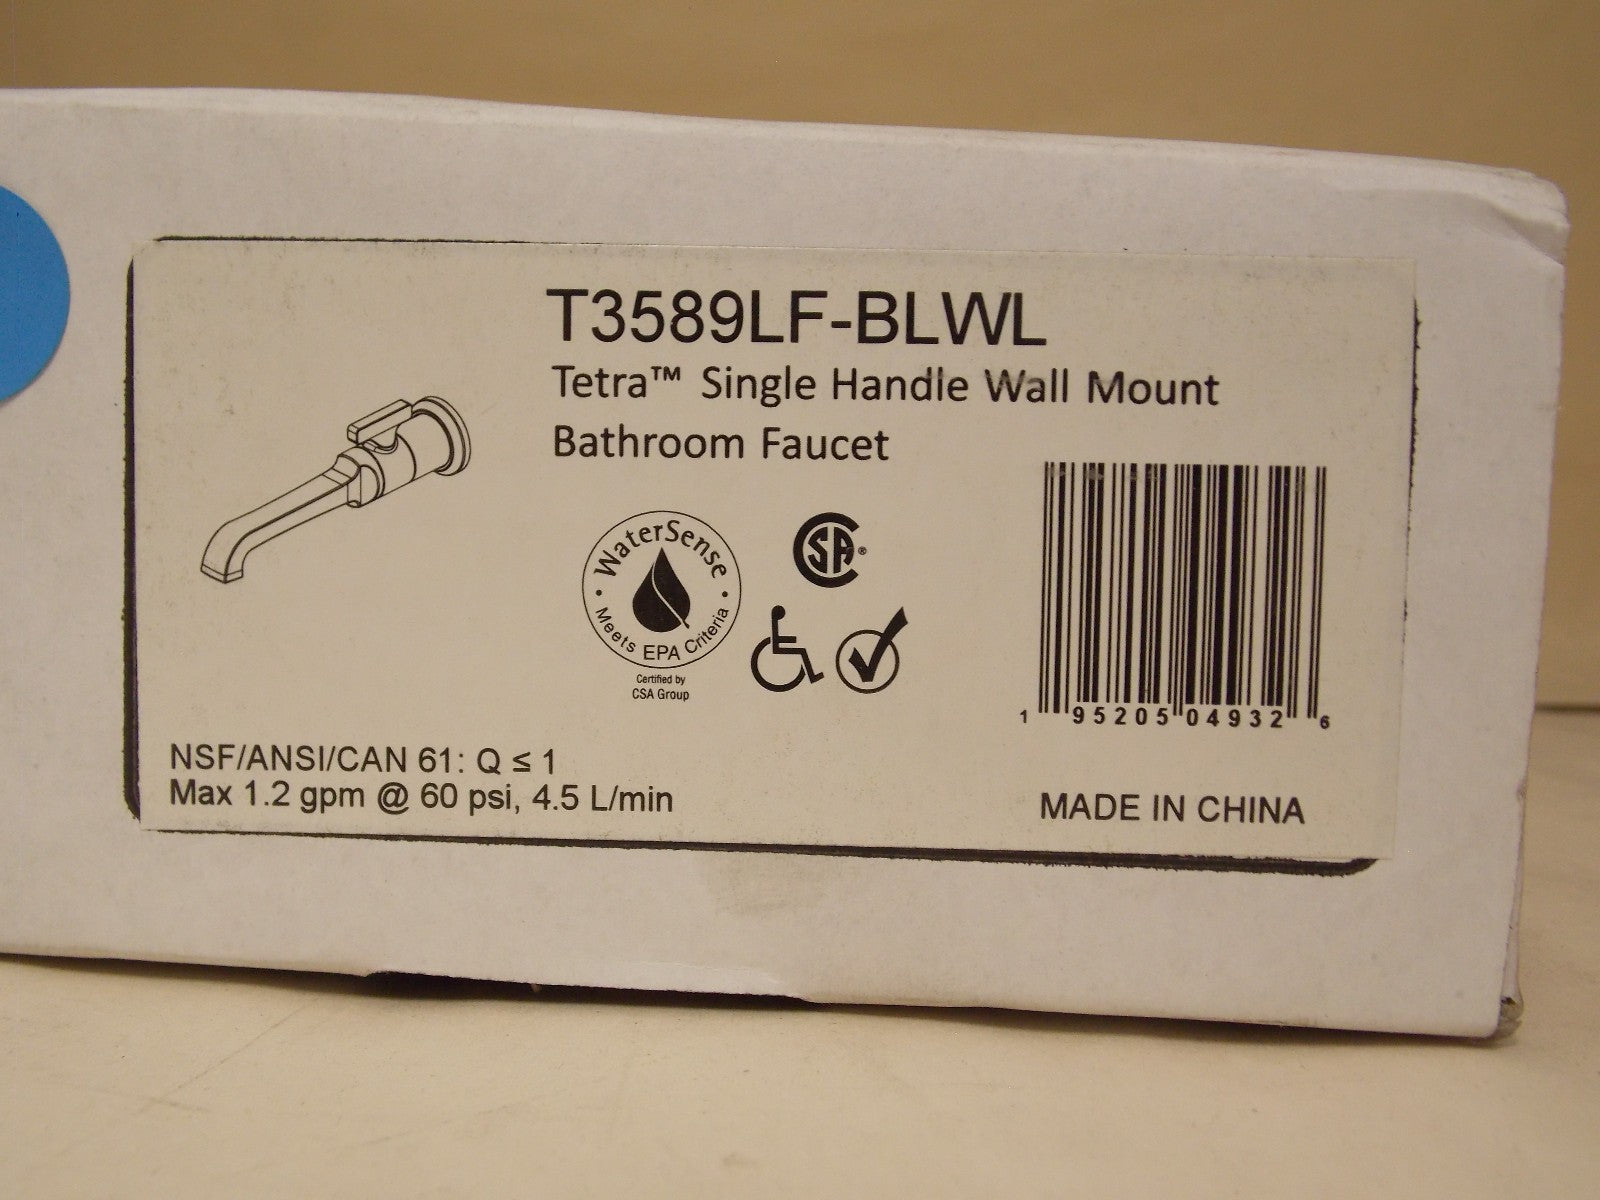 T3589LF-BLWL
Tetra™ Single Handle Wall Mount
Bathroom Faucet
WaterSense
Meets EPA Criteria
Certified by
CSA Group
CSA®
1 95205 04932 6
NSF/ANSI/CAN 61: Q ≤ 1
Max 1.2 gpm @ 60 psi, 4.5 L/min
MADE IN CHINA